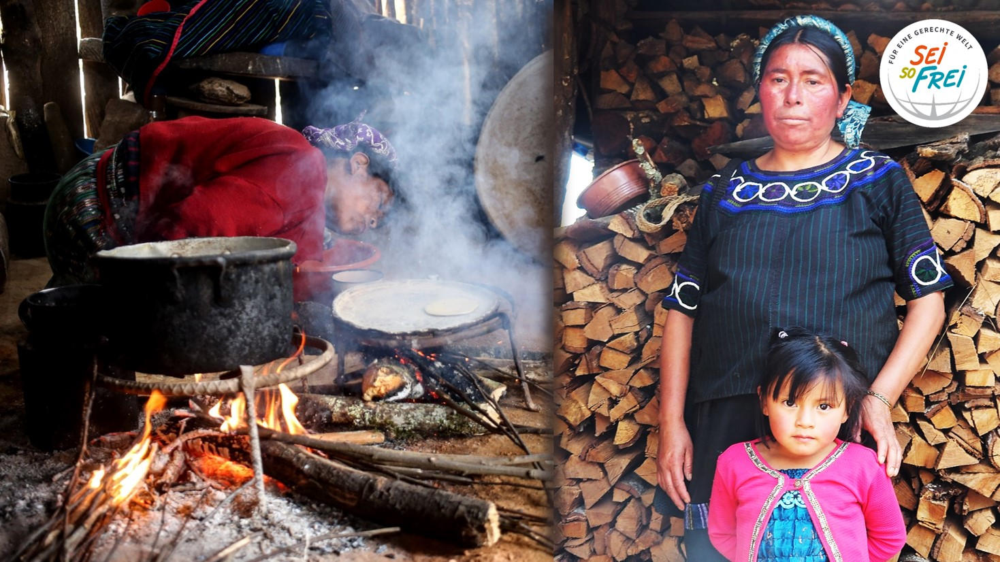 FÜR EINE GERECHTE WELT
SEi
SO FREi